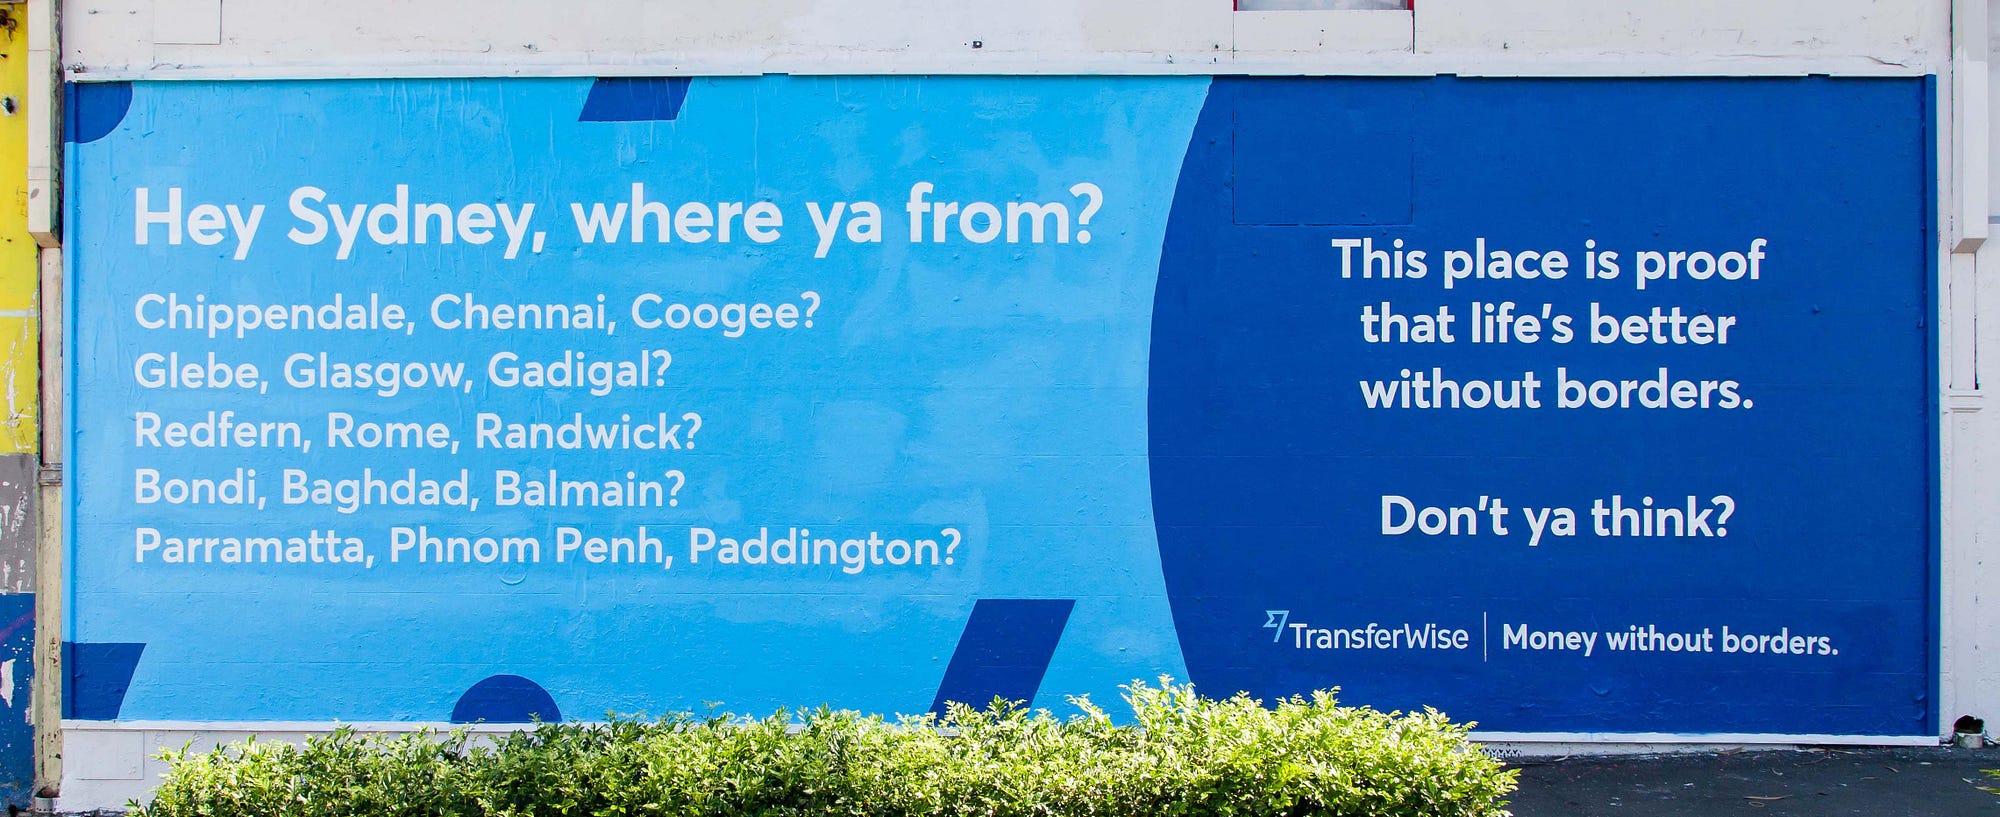 Hey Sydney, where ya from?
Chippendale, Chennai, Coogee?
Glebe, Glasgow, Gadigal?
Redfern, Rome, Randwick?
Bondi, Baghdad, Balmain?
Parramatta, Phnom Penh, Paddington?
This place is proof
that life's better
without borders.
Don't ya think?
TransferWise | Money without borders.